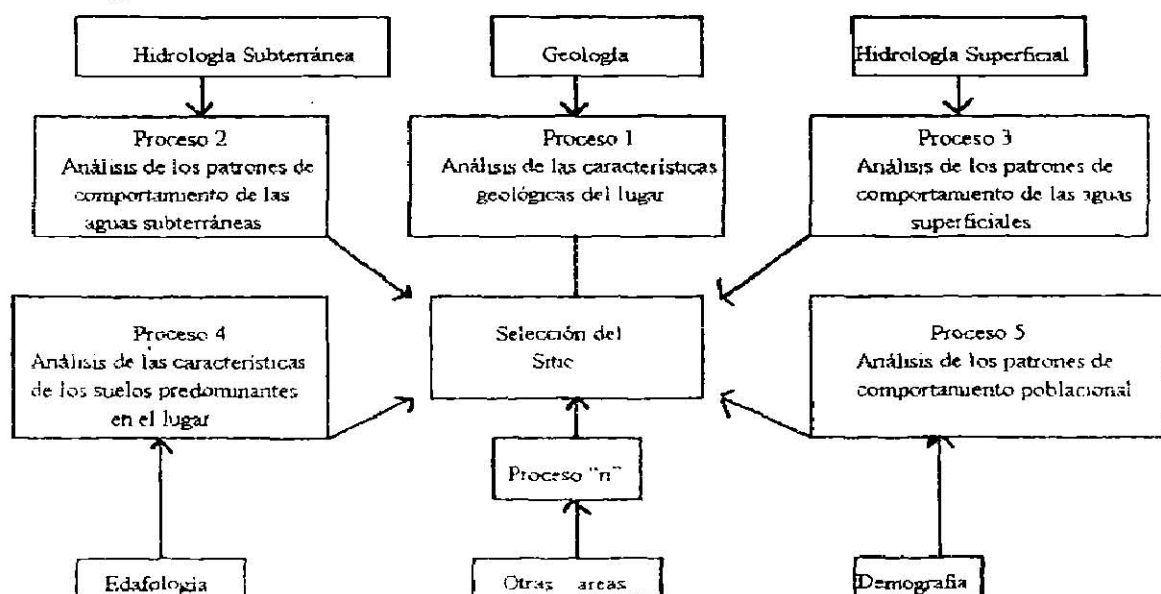 Hidrología Subterránea
Geología
Hidrología Superficial
Proceso 2
Análisis de los patrones de
comportamiento de las
aguas subterráneas
Proceso 1
Análisis de las características
geológicas del lugar
Proceso 3
Análisis de los patrones de
comportamiento de las aguas
superficiales
Proceso 4
Análisis de las características
de los suelos predominantes
en el lugar
Selección del
Sitio
Proceso 5
Análisis de los patrones de
comportamiento poblacional
Proceso "n"
Edafologia
Otras areas
Demografia